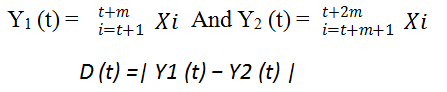 Y₁ (t) = t+m i=t+1 Xi And Y₂ (t) = t+2m i=t+m+1 Xi
D (t) =| Y1 (t) − Y2 (t) |